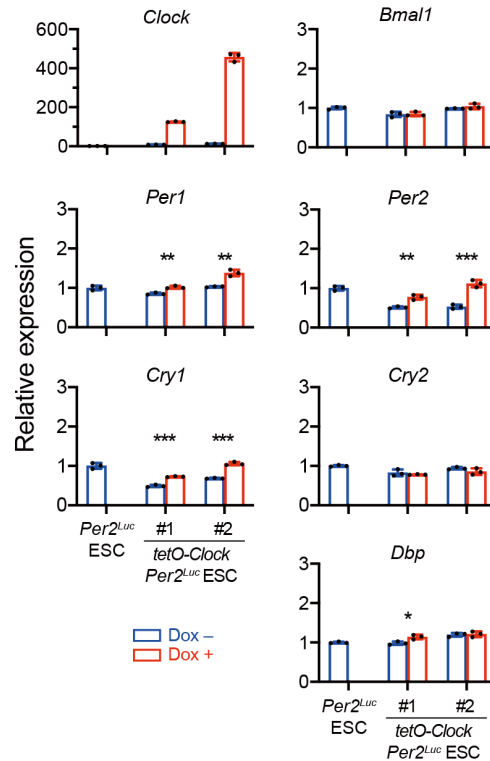 Clock
600
400
200
0
Bmal1
3
2
1
0
Relative expression
Per1
3
2
1
0
** **
Per2
3
2
1
0
** ***
Cry1
3
2
1
0
*** ***
Cry2
3
2
1
0
Per2Luc
ESC
#1 #2
tetO-Clock
Per2Luc ESC
Dox –
Dox +
Dbp
3
2
1
0
*
Per2Luc
ESC
#1 #2
tetO-Clock
Per2Luc ESC